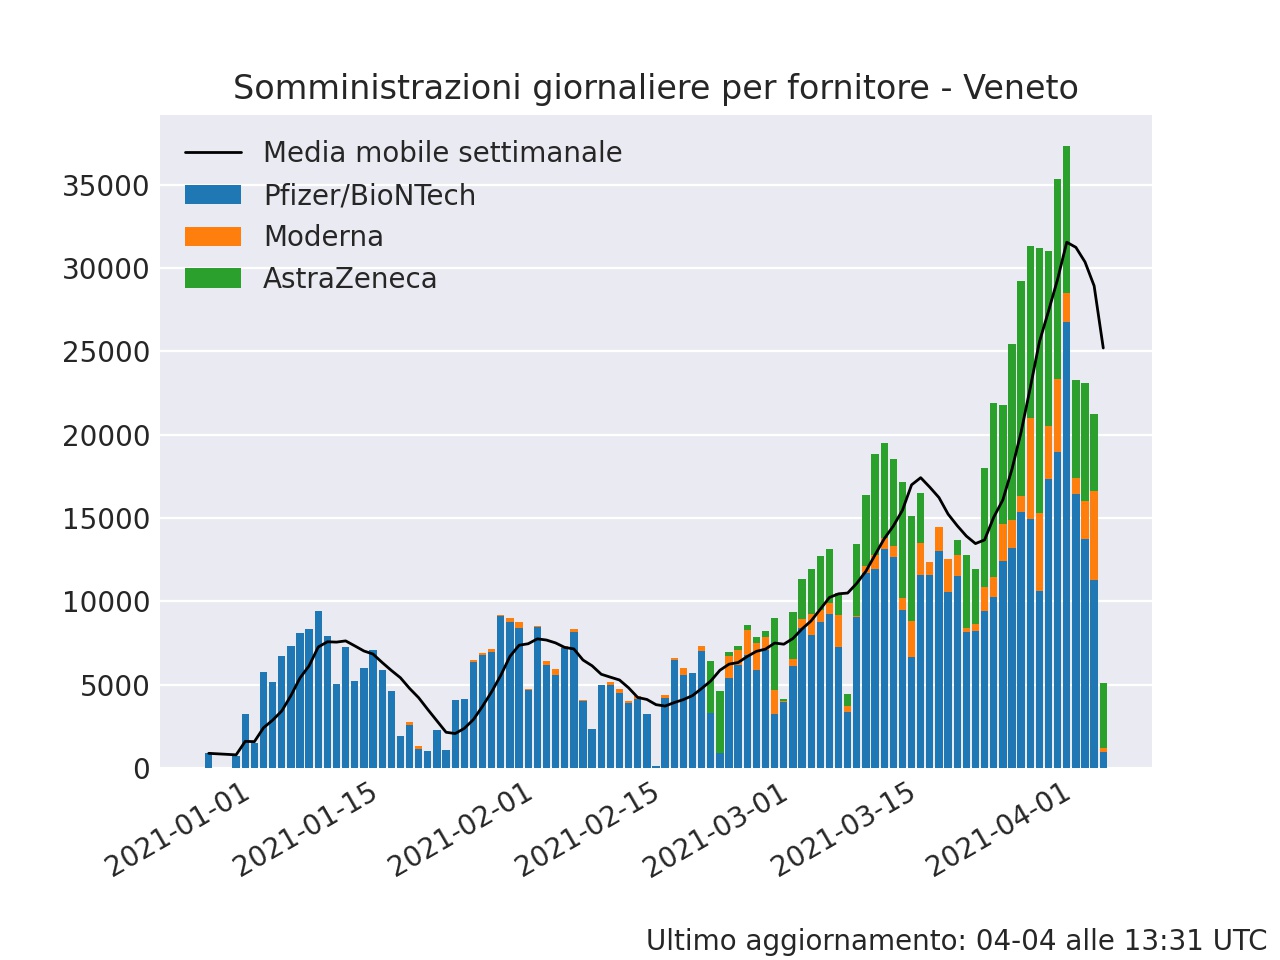 Somministrazioni giornaliere per fornitore - Veneto
Media mobile settimanale
Pfizer/BioNTech
Moderna
AstraZeneca
35000
30000
25000
20000
15000
10000
5000
0
2021-01-01
2021-01-15
2021-02-01
2021-02-15
2021-03-01
2021-03-15
2021-04-01
Ultimo aggiornamento: 04-04 alle 13:31 UTC